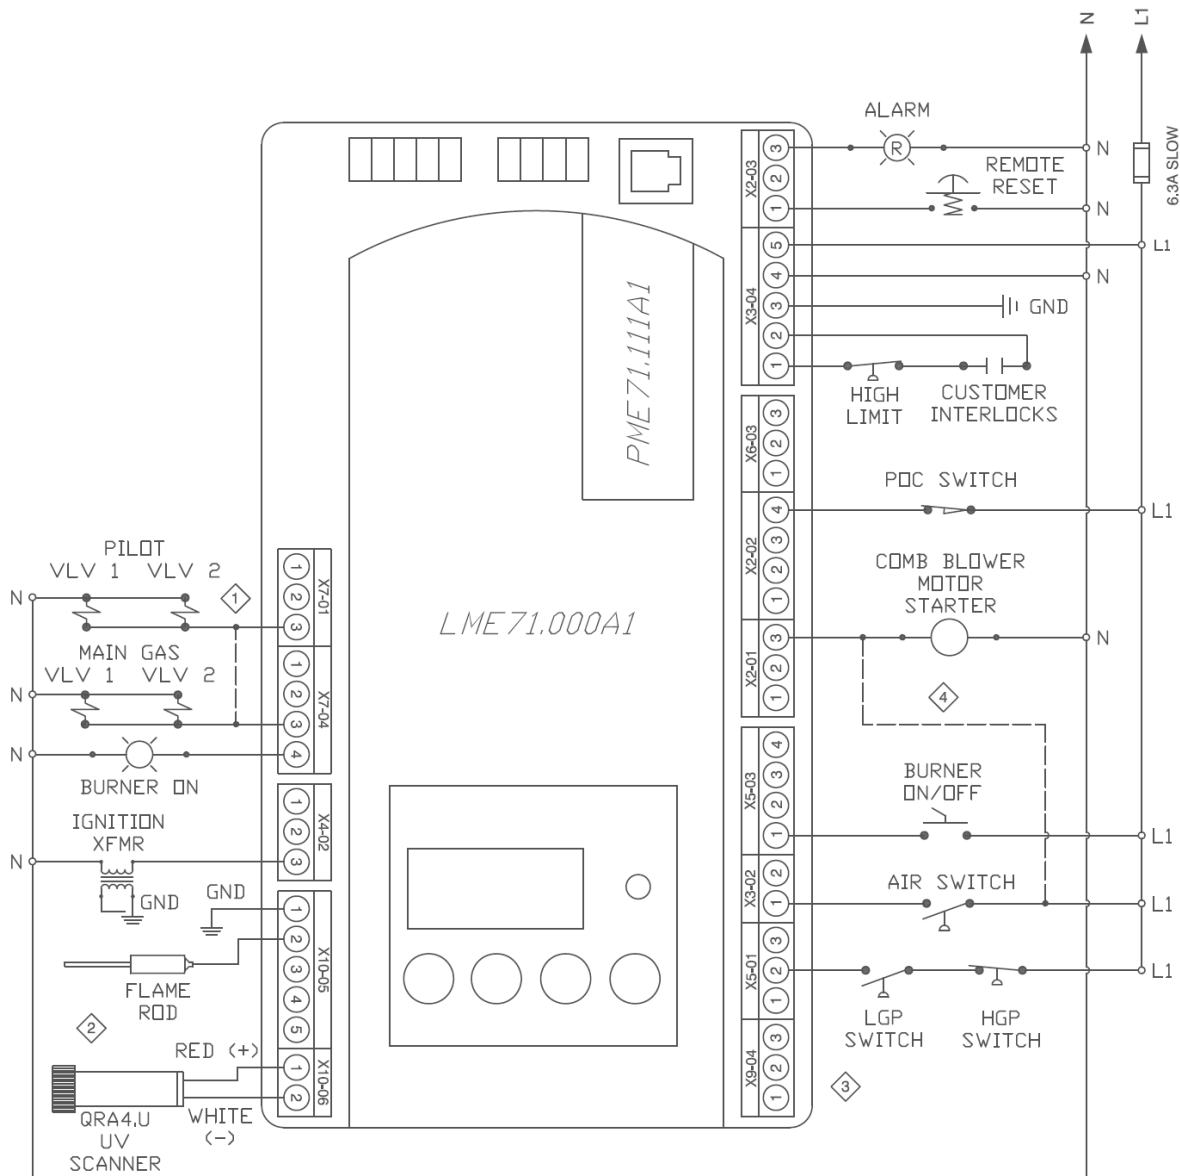 N
L1
6.3A SLOW
ALARM
R
N
REMOTE
RESET
N
L1
N
GND
HIGH
LIMIT
CUSTOMER
INTERLOCKS
POC SWITCH
L1
COMB BLOWER
MOTOR
STARTER
N
4
BURNER
ON/OFF
L1
AIR SWITCH
L1
L1
LGP
SWITCH
HGP
SWITCH
3
X2-03
3
2
1
X3-04
5
4
3
2
1
X6-03
3
2
1
X2-02
4
3
2
1
X2-01
3
2
1
X5-03
4
3
2
1
X3-02
2
1
X5-01
3
2
1
X9-04
3
2
1
PME71.111A1
LME71.000A1
PILOT
VLV 1 VLV 2
1
N
MAIN GAS
VLV 1 VLV 2
N
N
BURNER ON
IGNITION
XFMR
N
GND
GND
FLAME
ROD
2
RED (+)
WHITE
(-)
QRA4.U
UV
SCANNER
X7-01
1
2
3
X7-04
1
2
3
4
X4-02
1
2
3
X10-05
1
2
3
4
5
X10-06
1
2